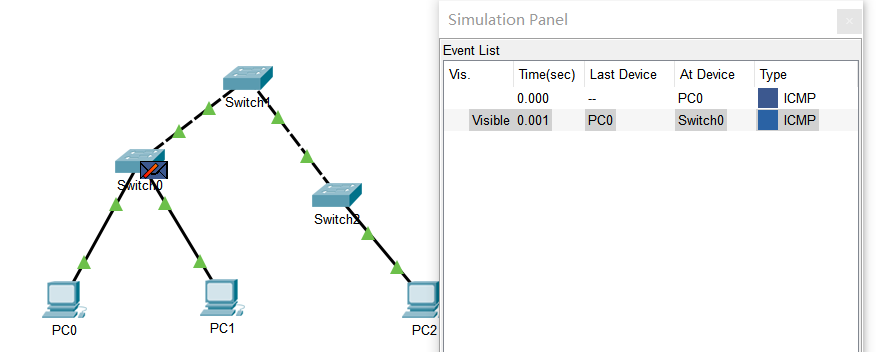 Simulation Panel
Event List
Vis. Time(sec) Last Device At Device Type
0.000 -- PC0 ICMP
Visible 0.001 PC0 Switch0 ICMP
Switch1
Switch0
Switch2
PC0
PC1
PC2